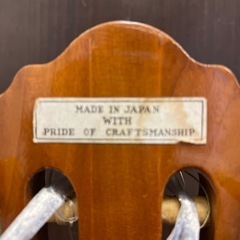 MADE IN JAPAN
WITH
PRIDE OF CRAFTSMANSHIP